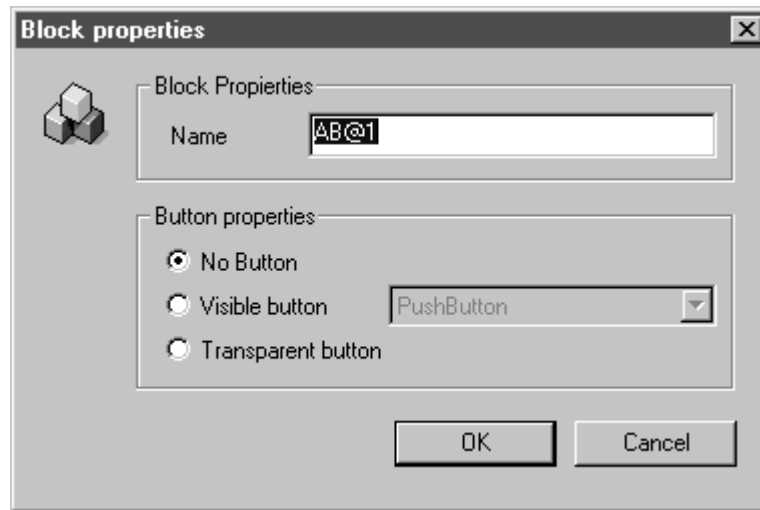 Block properties
Block Propierties
Name AB@1
Button properties
No Button
Visible button PushButton
Transparent button
OK Cancel